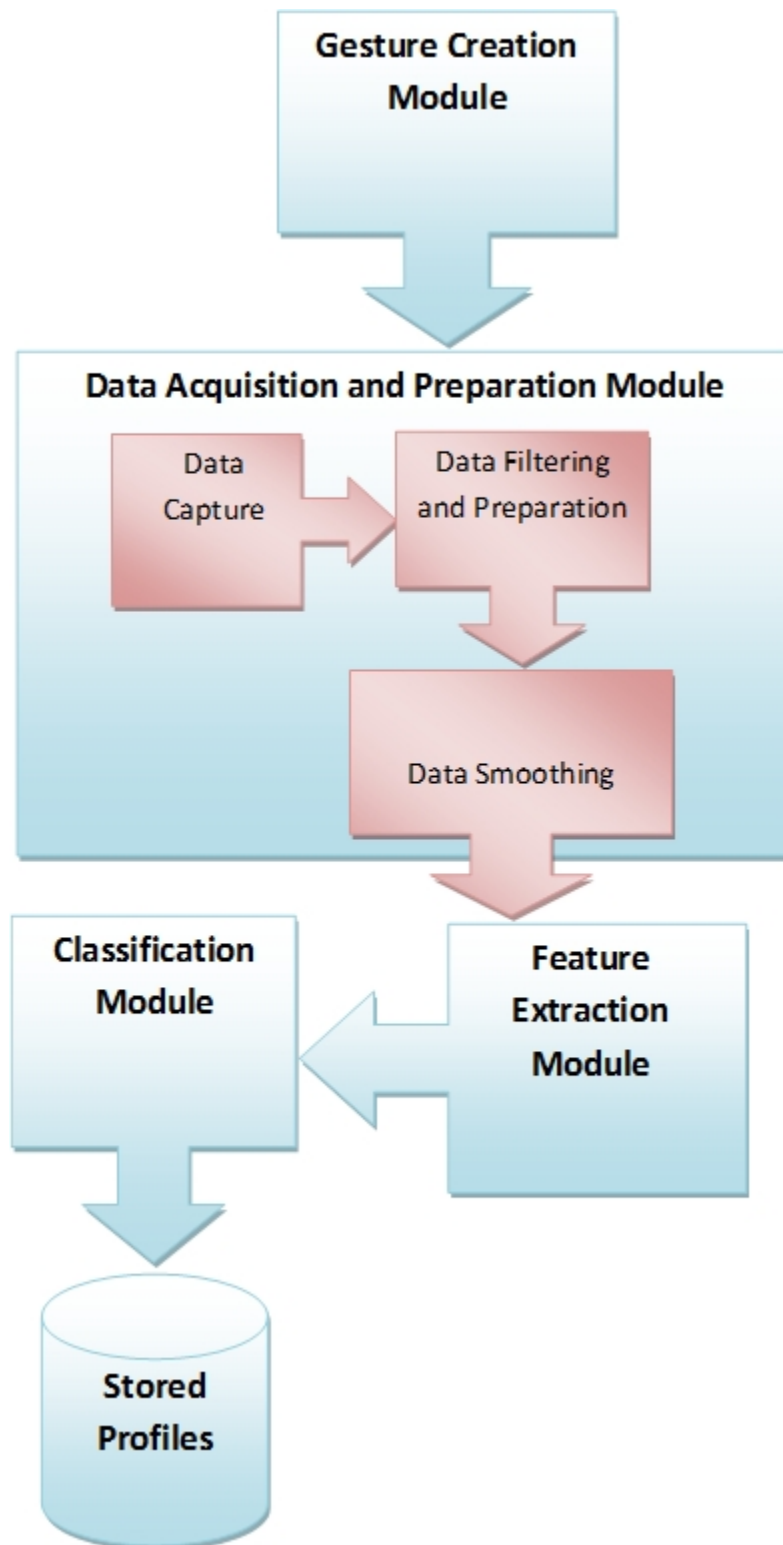 Gesture Creation
Module
Data Acquisition and Preparation Module
Data
Capture
Data Filtering
and Preparation
Data Smoothing
Feature
Extraction
Module
Classification
Module
Stored
Profiles